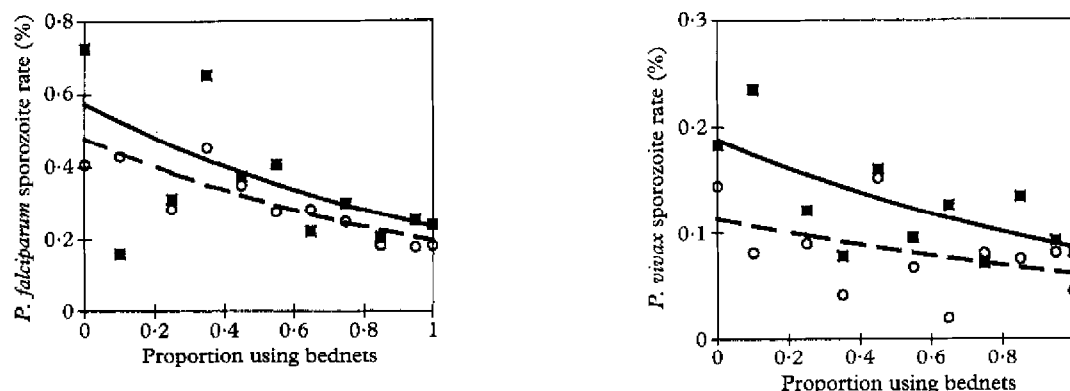 P. falciparum sporozoite rate (%)
0·8
0·6
0·4
0·2
0
0 0·2 0·4 0·6 0·8 1
Proportion using bednets
P. vivax sporozoite rate (%)
0·3
0·2
0·1
0
0 0·2 0·4 0·6 0·8
Proportion using bednets